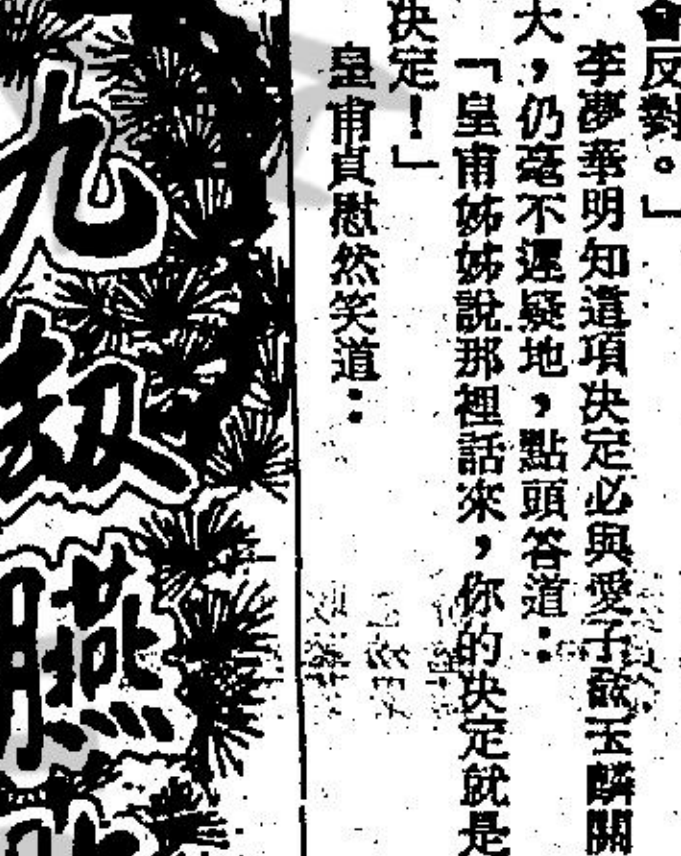 會反對。」
李夢華明知這項決定必與愛子蔡玉麟關
大，仍毫不遲疑地，點頭答道：
「皇甫姊姊說那裡話來，你的決定就是
決定！」
皇甫貞慰然笑道：
九